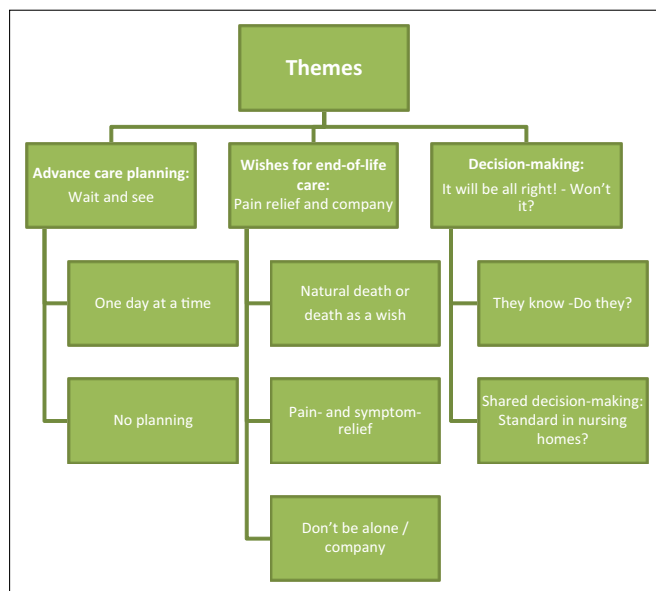 Themes
Advance care planning:
Wait and see
One day at a time
No planning
Wishes for end-of-life
care:
Pain relief and company
Natural death or
death as a wish
Pain- and symptom-
relief
Don't be alone /
company
Decision-making:
It will be all right! - Won't
it?
They know -Do they?
Shared decision-making:
Standard in nursing
homes?